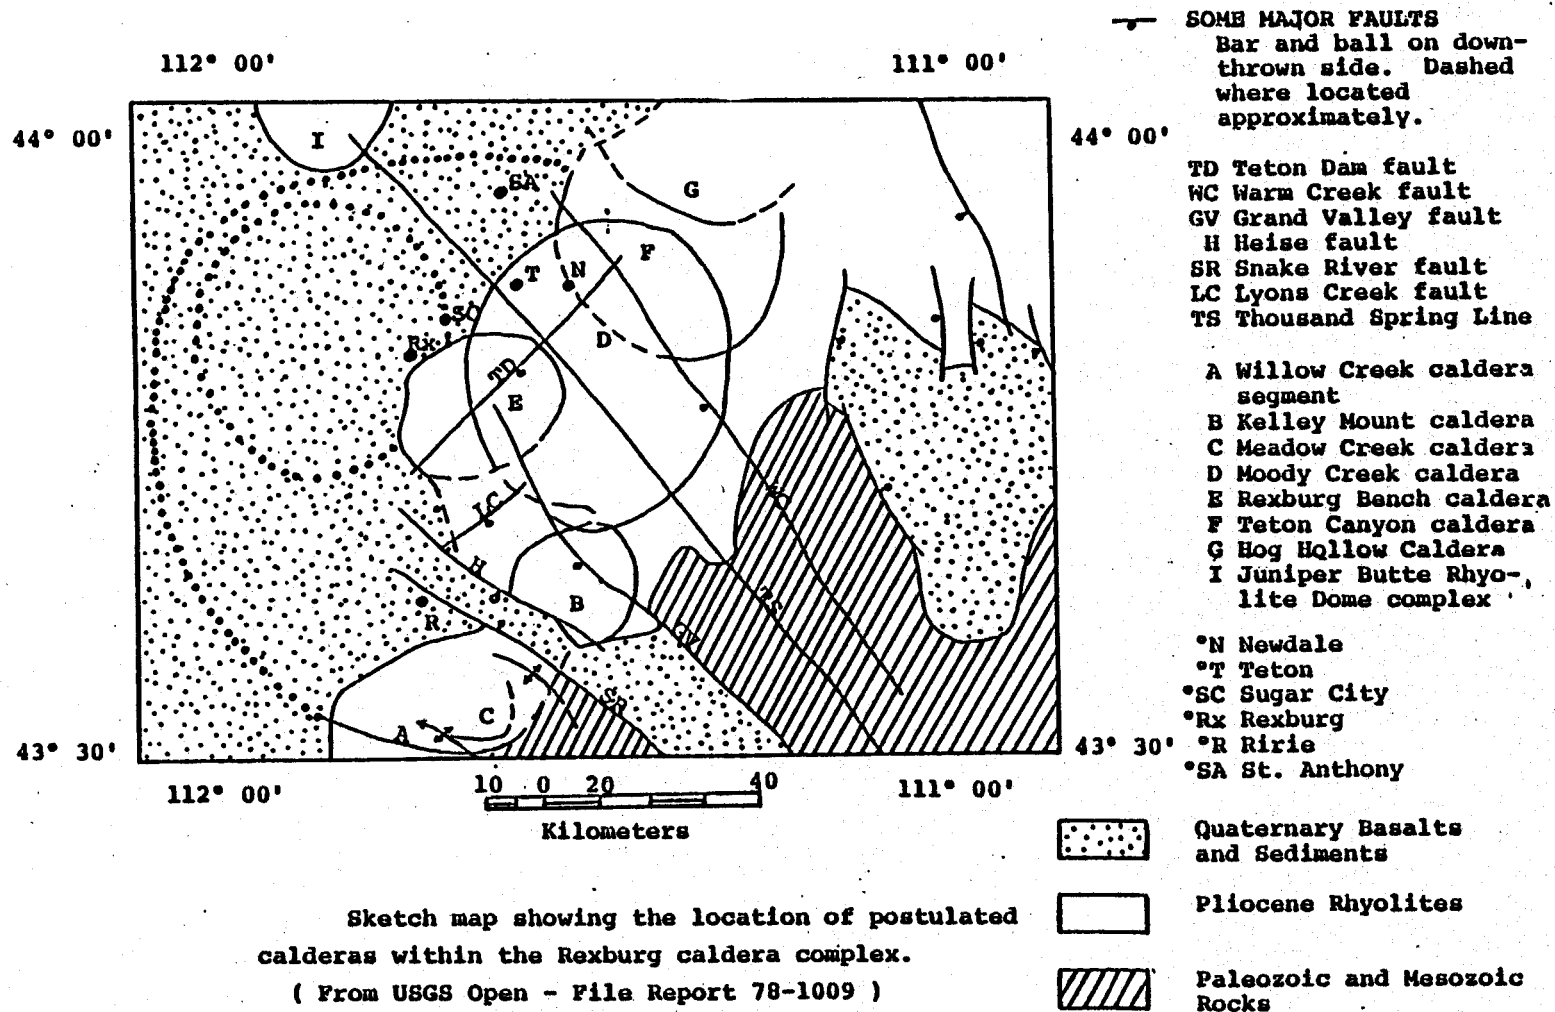 SOME MAJOR FAULTS
Bar and ball on down-
thrown side. Dashed
where located
approximately.
112° 00'
111° 00'
44° 00'
44° 00'
TD Teton Dam fault
WC Warm Creek fault
GV Grand Valley fault
H Heise fault
SR Snake River fault
LC Lyons Creek fault
TS Thousand Spring Line
A Willow Creek caldera
segment
B Kelley Mount caldera
C Meadow Creek caldera
D Moody Creek caldera
E Rexburg Bench caldera
F Teton Canyon caldera
G Hog Hollow Caldera
I Juniper Butte Rhyo-
lite Dome complex
N Newdale
T Teton
SC Sugar City
Rx Rexburg
R Ririe
SA St. Anthony
I
SA
G
F
T
N
SC
D
Rx
TD
E
LC
H
B
R
GV
TS
SR
C
A
43° 30'
43° 30'
112° 00'
111° 00'
10 0 20 40
Kilometers
Quaternary Basalts
and Sediments
Pliocene Rhyolites
Paleozoic and Mesozoic
Rocks
Sketch map showing the location of postulated
calderas within the Rexburg caldera complex.
( From USGS Open - File Report 78-1009 )